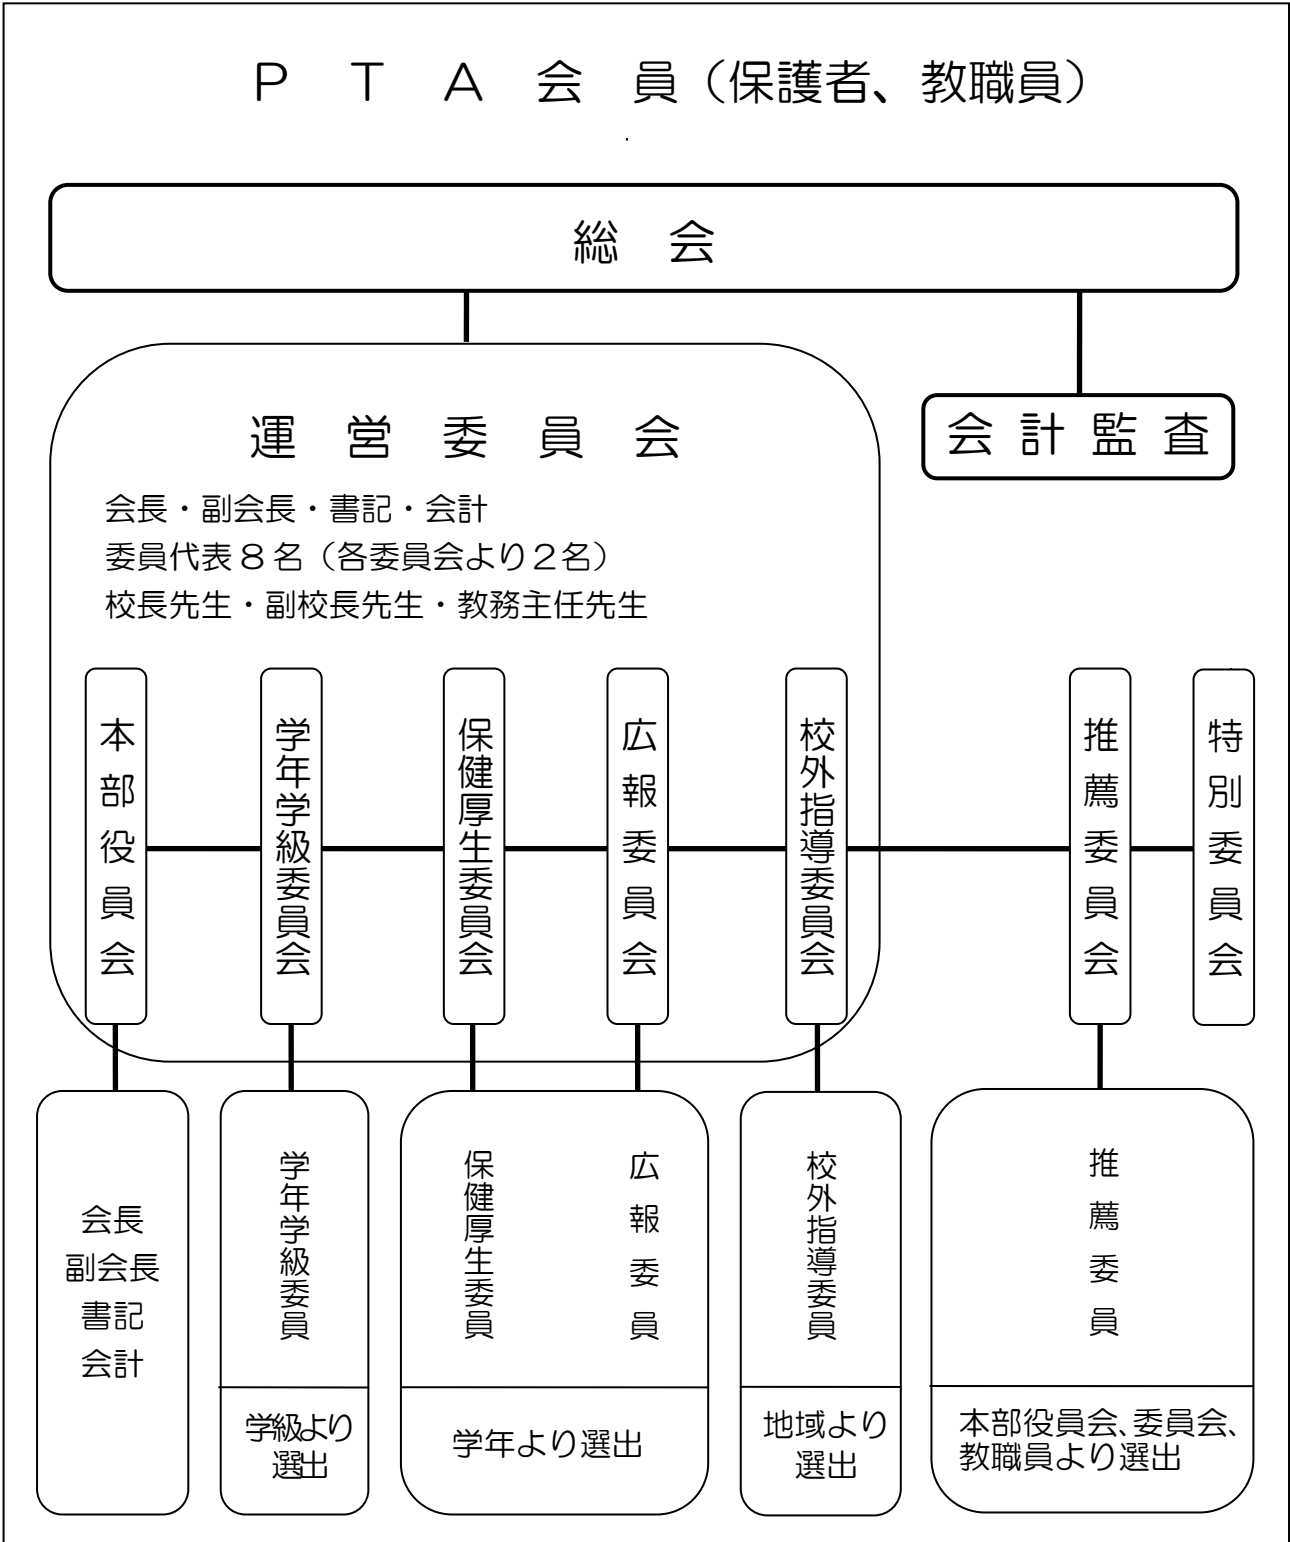 ＰＴＡ会員（保護者、教職員）
総会
運営委員会
会計監査
会長・副会長・書記・会計
委員代表８名（各委員会より２名）
校長先生・副校長先生・教務主任先生
本部役員会
学年学級委員会
保健厚生委員会
広報委員会
校外指導委員会
推薦委員会
特別委員会
会長
副会長
書記
会計
学年学級委員
学級より
選出
保健厚生委員
広報委員
学年より選出
校外指導委員
地域より
選出
推薦委員
本部役員会、委員会、
教職員より選出